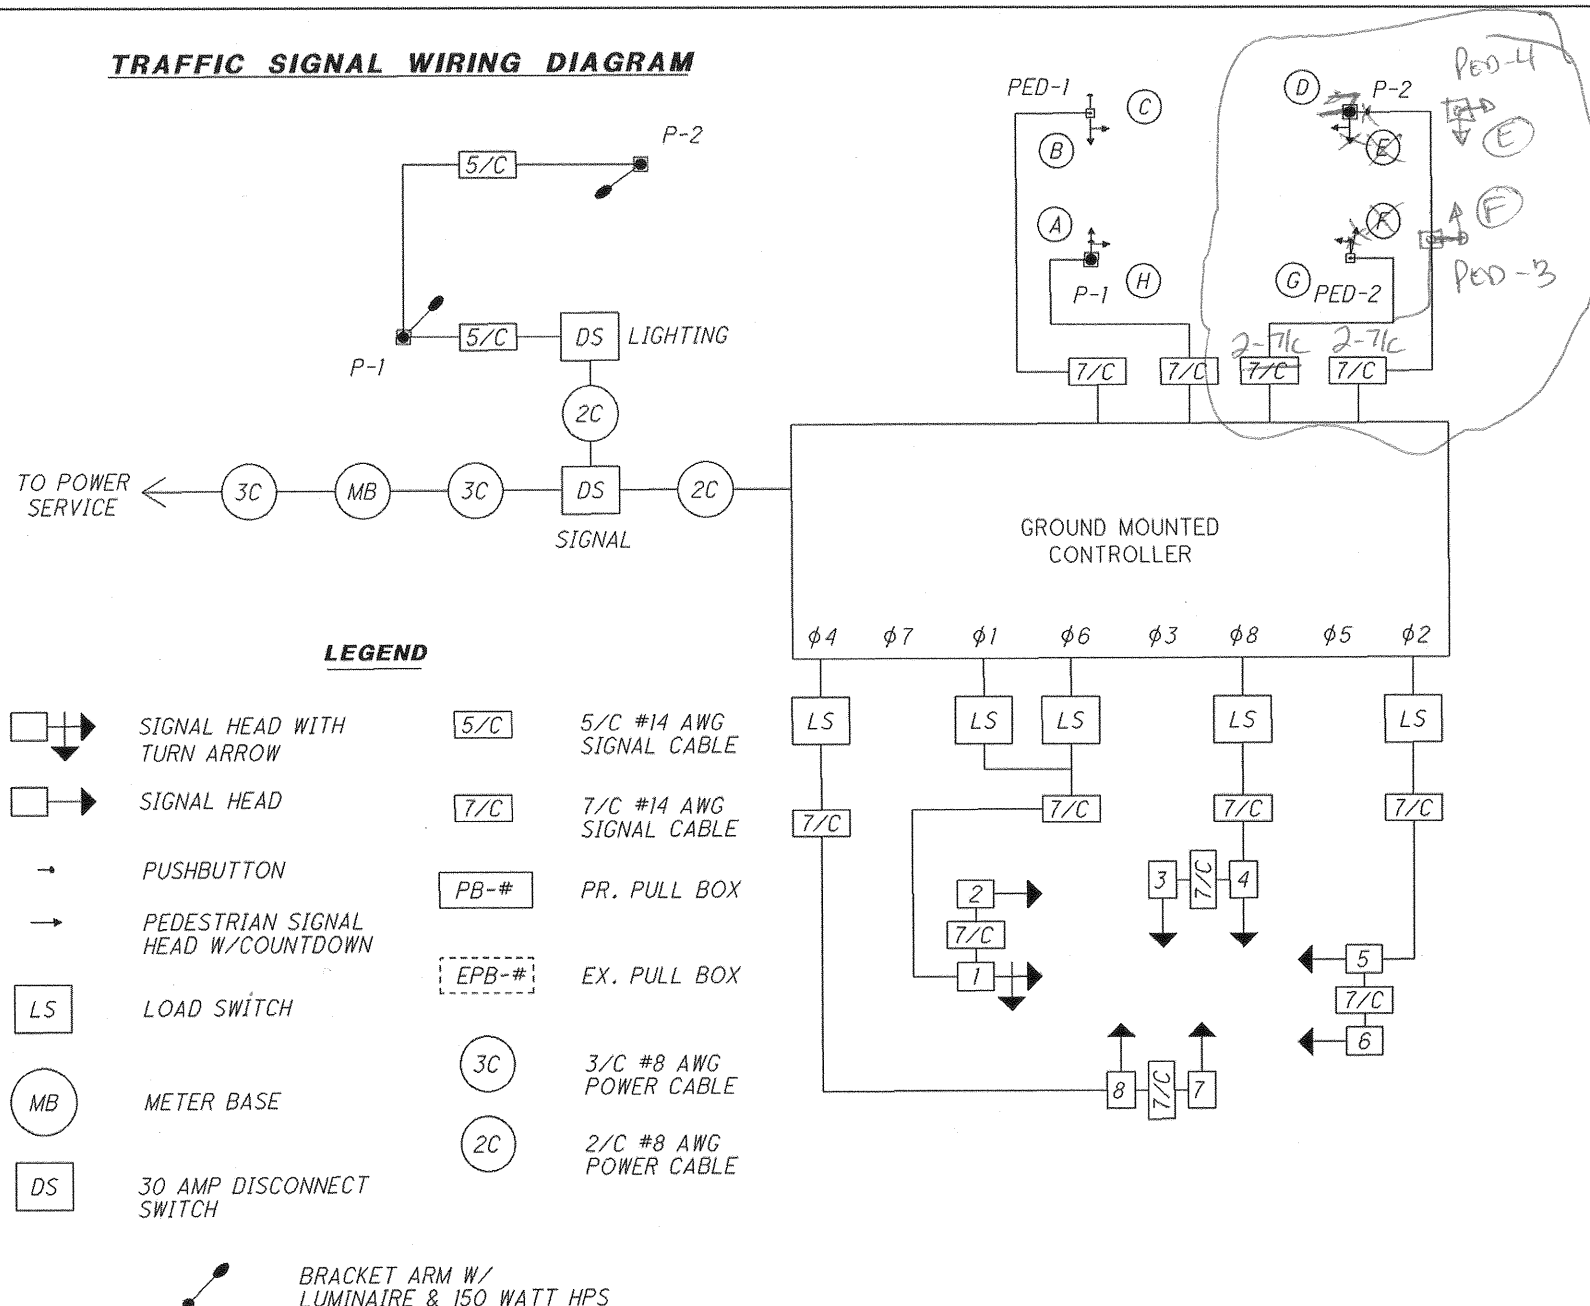 TRAFFIC SIGNAL WIRING DIAGRAM
P-2
5/C
5/C
DS
LIGHTING
P-1
2C
TO POWER
SERVICE
3C
MB
3C
DS
2C
SIGNAL
PED-1
C
B
A
P-1
H
D
P-2
E
F
G
PED-2
PED-4
E
F
PED-3
2-7/C
2-7/C
7/C
7/C
7/C
7/C
GROUND MOUNTED
CONTROLLER
φ4 φ7 φ1 φ6 φ3 φ8 φ5 φ2
LS
LS
LS
LS
LS
7/C
7/C
7/C
7/C
2
7/C
1
3
7/C
4
5
7/C
6
8
7/C
7
LEGEND
SIGNAL HEAD WITH
TURN ARROW
SIGNAL HEAD
PUSHBUTTON
PEDESTRIAN SIGNAL
HEAD W/COUNTDOWN
LS
LOAD SWITCH
MB
METER BASE
DS
30 AMP DISCONNECT
SWITCH
BRACKET ARM W/
LUMINAIRE & 150 WATT HPS
5/C
5/C #14 AWG
SIGNAL CABLE
7/C
7/C #14 AWG
SIGNAL CABLE
PB-#
PR. PULL BOX
EPB-#
EX. PULL BOX
3C
3/C #8 AWG
POWER CABLE
2C
2/C #8 AWG
POWER CABLE